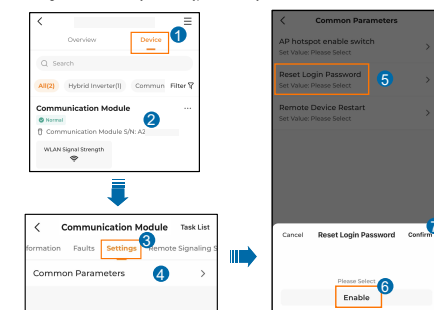 Overview Device 1
Search
All(2) Hybrid Inverter(1) Commun Filter
Communication Module ...
Normal 2
Communication Module S/N: A2
WLAN Signal Strength
Communication Module Task List
formation Faults Settings 3 Remote Signaling S
Common Parameters 4
Common Parameters
AP hotspot enable switch
Set Value: Please Select
Reset Login Password 5
Set Value: Please Select
Remote Device Restart
Set Value: Please Select
7
Cancel Reset Login Password Confirm
Please Select 6
Enable